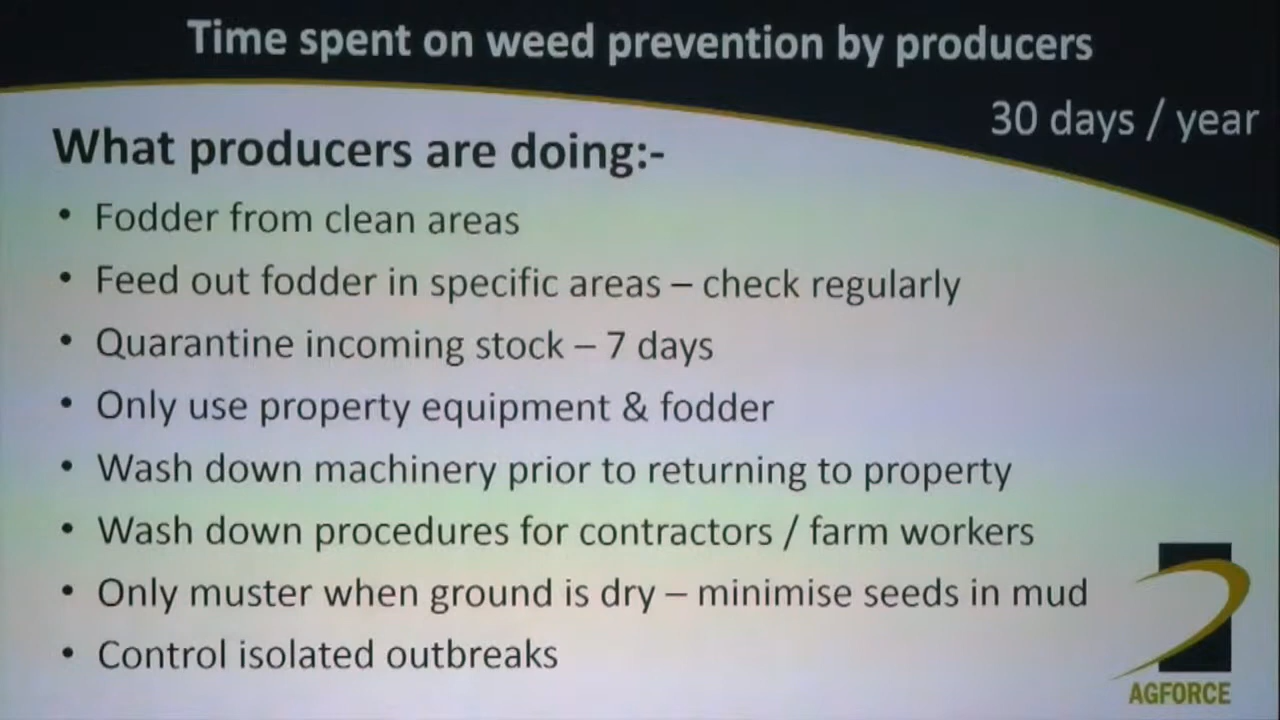 Time spent on weed prevention by producers
30 days / year
What producers are doing:-
• Fodder from clean areas
• Feed out fodder in specific areas – check regularly
• Quarantine incoming stock – 7 days
• Only use property equipment & fodder
• Wash down machinery prior to returning to property
• Wash down procedures for contractors / farm workers
• Only muster when ground is dry – minimise seeds in mud
• Control isolated outbreaks
AGFORCE